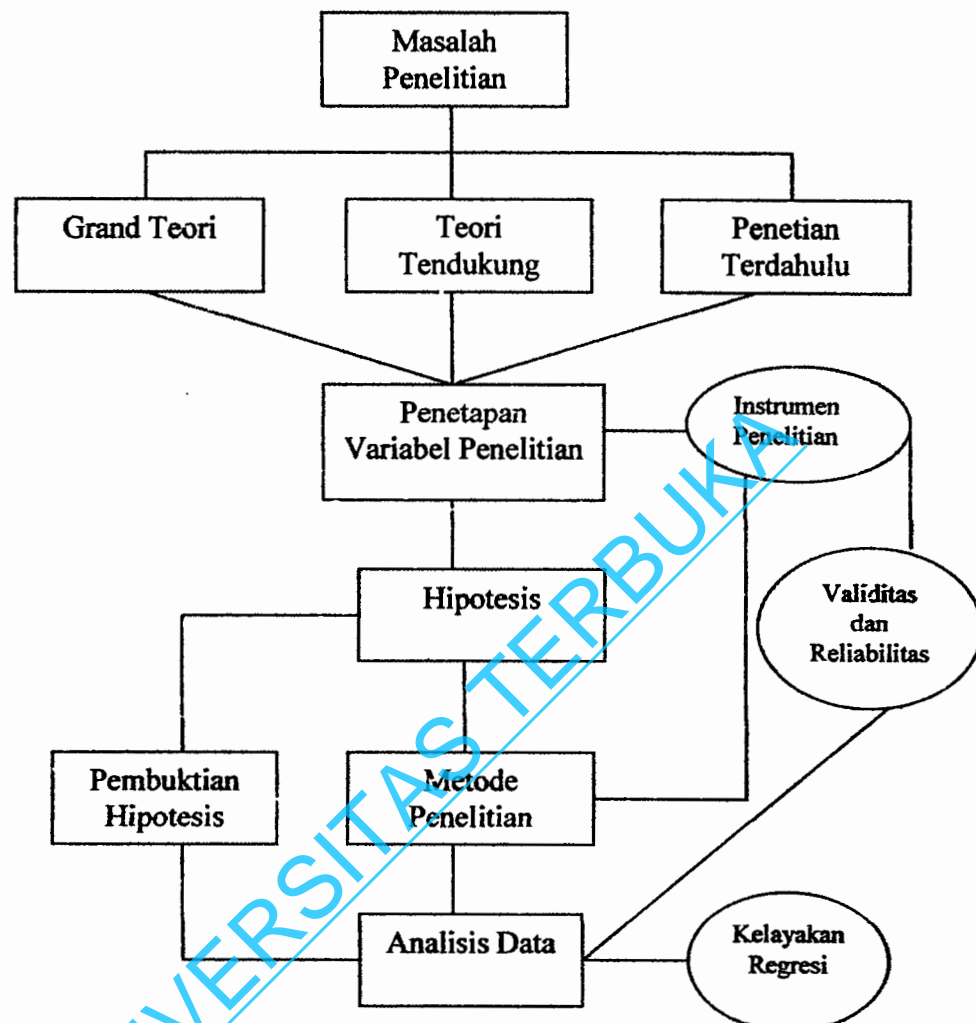 Masalah
Penelitian
Grand Teori
Teori
Tendukung
Penetian
Terdahulu
Penetapan
Variabel Penelitian
Instrumen
Penelitian
Hipotesis
Validitas
dan
Reliabilitas
Pembuktian
Hipotesis
Metode
Penelitian
Analisis Data
Kelayakan
Regresi
VERSITAS TERBUKA